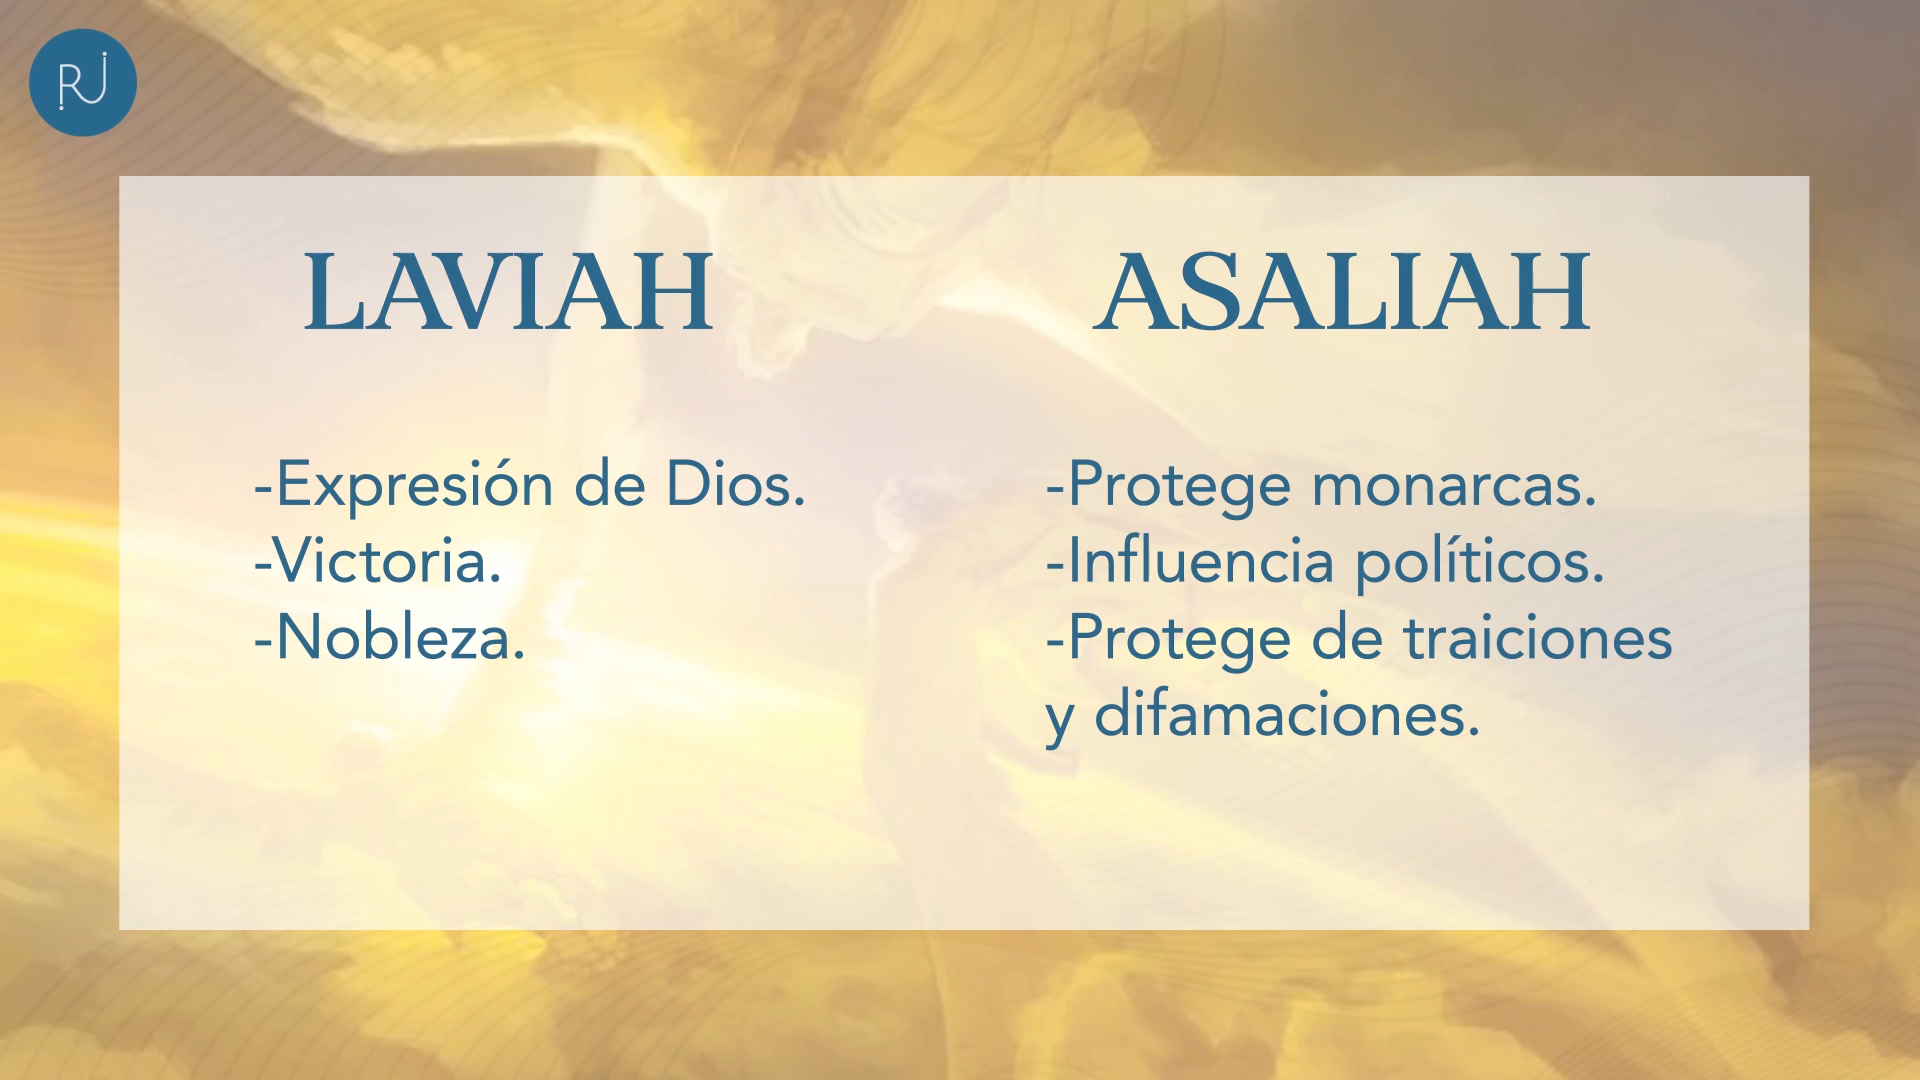 RJ
LAVIAH
-Expresión de Dios.
-Victoria.
-Nobleza.
ASALIAH
-Protege monarcas.
-Influencia políticos.
-Protege de traiciones
y difamaciones.